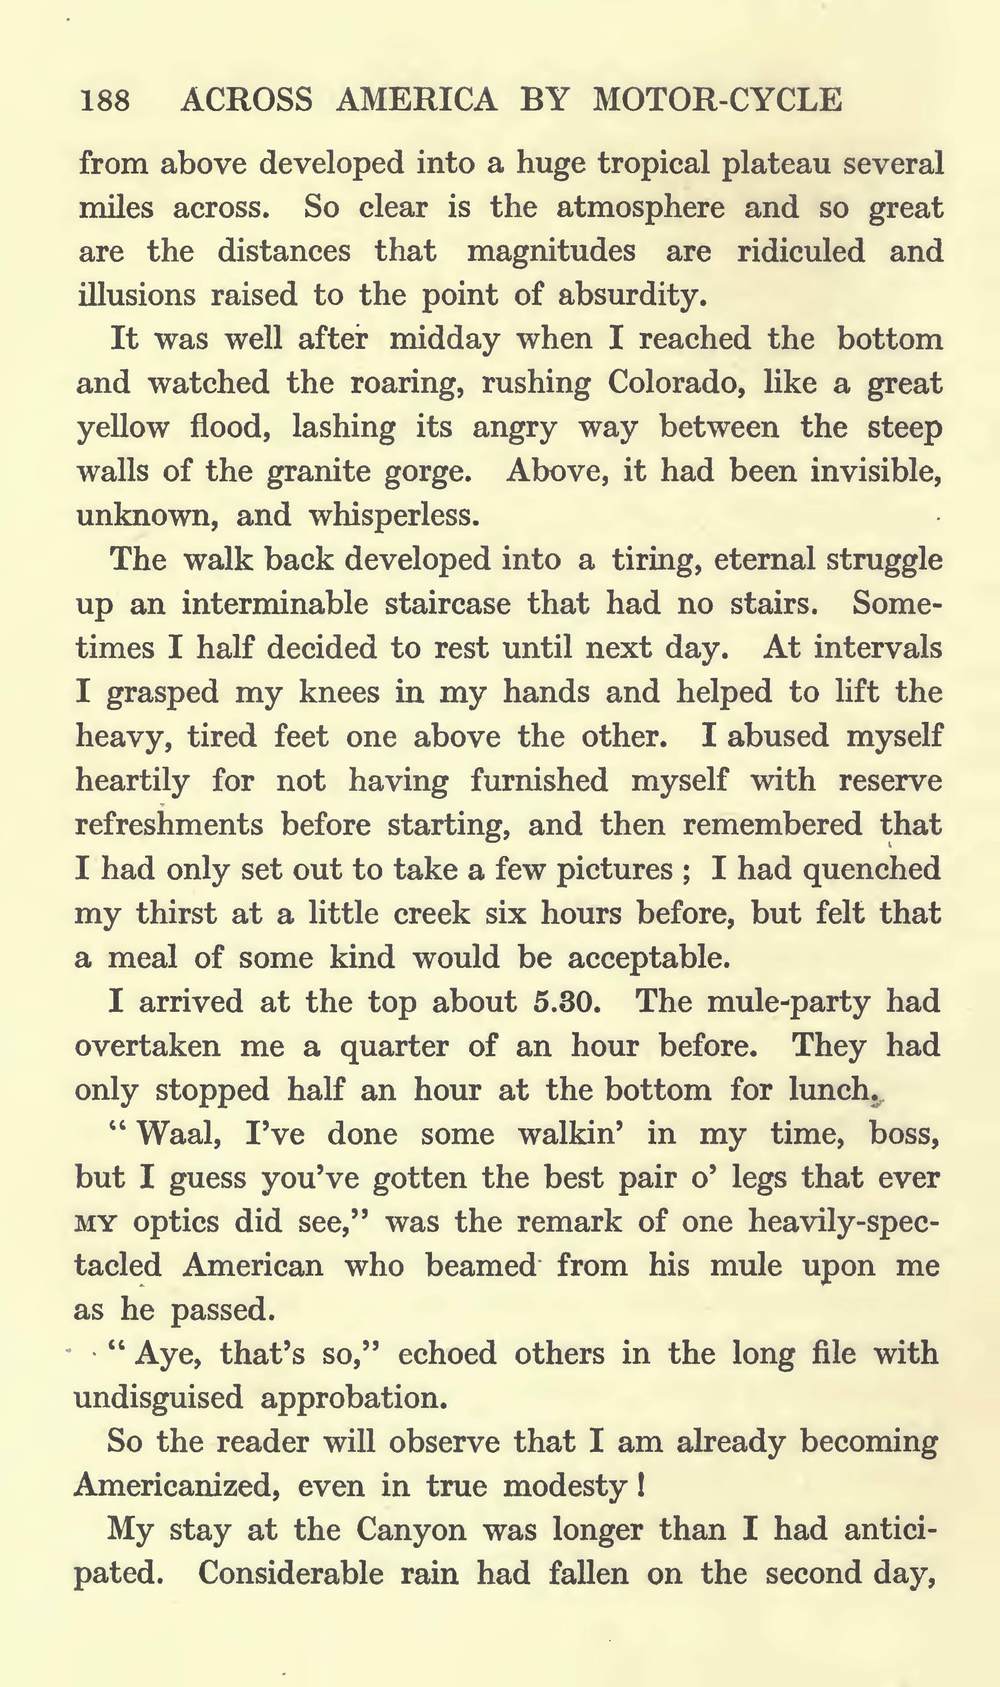 188 ACROSS AMERICA BY MOTOR-CYCLE
from above developed into a huge tropical plateau several
miles across. So clear is the atmosphere and so great
are the distances that magnitudes are ridiculed and
illusions raised to the point of absurdity.
It was well after midday when I reached the bottom
and watched the roaring, rushing Colorado, like a great
yellow flood, lashing its angry way between the steep
walls of the granite gorge. Above, it had been invisible,
unknown, and whisperless.
The walk back developed into a tiring, eternal struggle
up an interminable staircase that had no stairs. Some-
times I half decided to rest until next day. At intervals
I grasped my knees in my hands and helped to lift the
heavy, tired feet one above the other. I abused myself
heartily for not having furnished myself with reserve
refreshments before starting, and then remembered that
I had only set out to take a few pictures ; I had quenched
my thirst at a little creek six hours before, but felt that
a meal of some kind would be acceptable.
I arrived at the top about 5.30. The mule-party had
overtaken me a quarter of an hour before. They had
only stopped half an hour at the bottom for lunch.
“ Waal, I’ve done some walkin’ in my time, boss,
but I guess you’ve gotten the best pair o’ legs that ever
MY optics did see,” was the remark of one heavily-spec-
tacled American who beamed from his mule upon me
as he passed.
“ Aye, that’s so,” echoed others in the long file with
undisguised approbation.
So the reader will observe that I am already becoming
Americanized, even in true modesty !
My stay at the Canyon was longer than I had antici-
pated. Considerable rain had fallen on the second day,